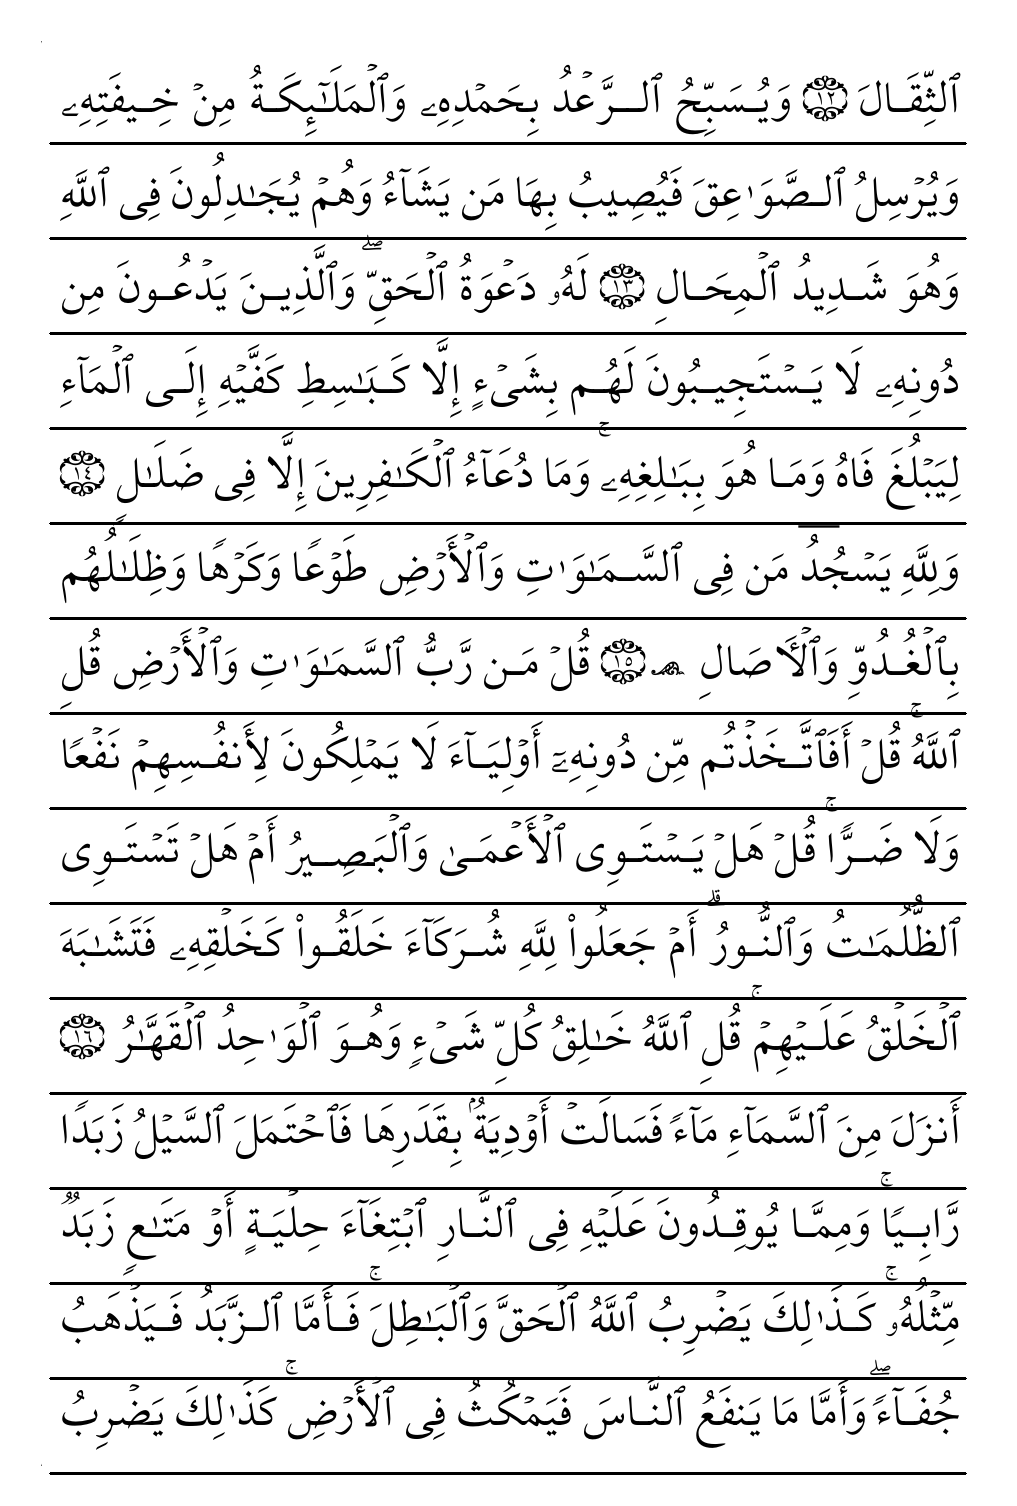 ٱلثِّقَالَ ١٢ وَيُسَبِّحُ ٱلرَّعْدُ بِحَمْدِهِۦ وَٱلْمَلَٰٓئِكَةُ مِنْ خِيفَتِهِۦ
وَيُرْسِلُ ٱلصَّوَٰعِقَ فَيُصِيبُ بِهَا مَن يَشَآءُ وَهُمْ يُجَٰدِلُونَ فِى ٱللَّهِ
وَهُوَ شَدِيدُ ٱلْمِحَالِ ١٣ لَهُۥ دَعْوَةُ ٱلْحَقِّ ۖ وَٱلَّذِينَ يَدْعُونَ مِن
دُونِهِۦ لَا يَسْتَجِيبُونَ لَهُم بِشَىْءٍ إِلَّا كَبَٰسِطِ كَفَّيْهِ إِلَى ٱلْمَآءِ
لِيَبْلُغَ فَاهُ وَمَا هُوَ بِبَٰلِغِهِۦ ۚ وَمَا دُعَآءُ ٱلْكَٰفِرِينَ إِلَّا فِى ضَلَٰلٍ ١٤
وَلِلَّهِ يَسْجُدُ مَن فِى ٱلسَّمَٰوَٰتِ وَٱلْأَرْضِ طَوْعًا وَكَرْهًا وَظِلَٰلُهُم
بِٱلْغُدُوِّ وَٱلْءَاصَالِ ۩ ١٥ قُلْ مَن رَّبُّ ٱلسَّمَٰوَٰتِ وَٱلْأَرْضِ قُلِ
ٱللَّهُ ۚ قُلْ أَفَٱتَّخَذْتُم مِّن دُونِهِۦٓ أَوْلِيَآءَ لَا يَمْلِكُونَ لِأَنفُسِهِمْ نَفْعًا
وَلَا ضَرًّا ۚ قُلْ هَلْ يَسْتَوِى ٱلْأَعْمَىٰ وَٱلْبَصِيرُ أَمْ هَلْ تَسْتَوِى
ٱلظُّلُمَٰتُ وَٱلنُّورُ ۗ أَمْ جَعَلُوا۟ لِلَّهِ شُرَكَآءَ خَلَقُوا۟ كَخَلْقِهِۦ فَتَشَٰبَهَ
ٱلْخَلْقُ عَلَيْهِمْ ۚ قُلِ ٱللَّهُ خَٰلِقُ كُلِّ شَىْءٍ وَهُوَ ٱلْوَٰحِدُ ٱلْقَهَّٰرُ ١٦
أَنزَلَ مِنَ ٱلسَّمَآءِ مَآءً فَسَالَتْ أَوْدِيَةٌۢ بِقَدَرِهَا فَٱحْتَمَلَ ٱلسَّيْلُ زَبَدًا
رَّابِيًا ۚ وَمِمَّا يُوقِدُونَ عَلَيْهِ فِى ٱلنَّارِ ٱبْتِغَآءَ حِلْيَةٍ أَوْ مَتَٰعٍ زَبَدٌ
مِّثْلُهُۥ ۚ كَذَٰلِكَ يَضْرِبُ ٱللَّهُ ٱلْحَقَّ وَٱلْبَٰطِلَ ۚ فَأَمَّا ٱلزَّبَدُ فَيَذْهَبُ
جُفَآءً ۖ وَأَمَّا مَا يَنفَعُ ٱلنَّاسَ فَيَمْكُثُ فِى ٱلْأَرْضِ ۚ كَذَٰلِكَ يَضْرِبُ